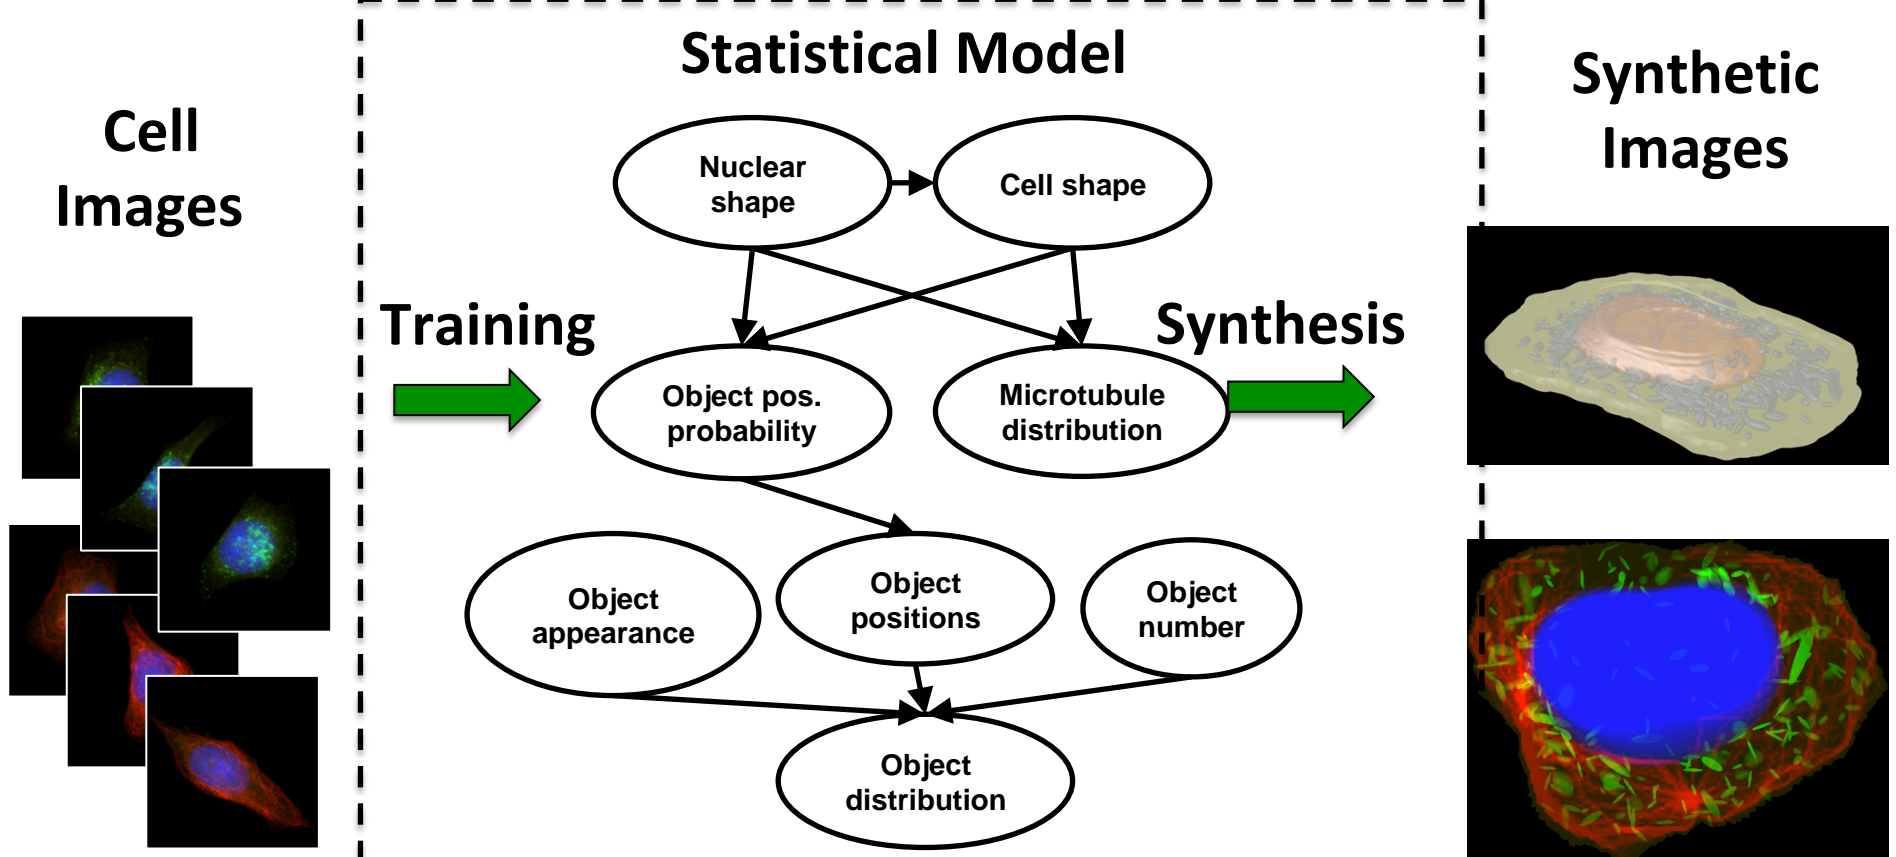 Statistical Model
Cell
Images
Synthetic
Images
Nuclear
shape
Cell shape
Training
Synthesis
Object pos.
probability
Microtubule
distribution
Object
appearance
Object
positions
Object
number
Object
distribution